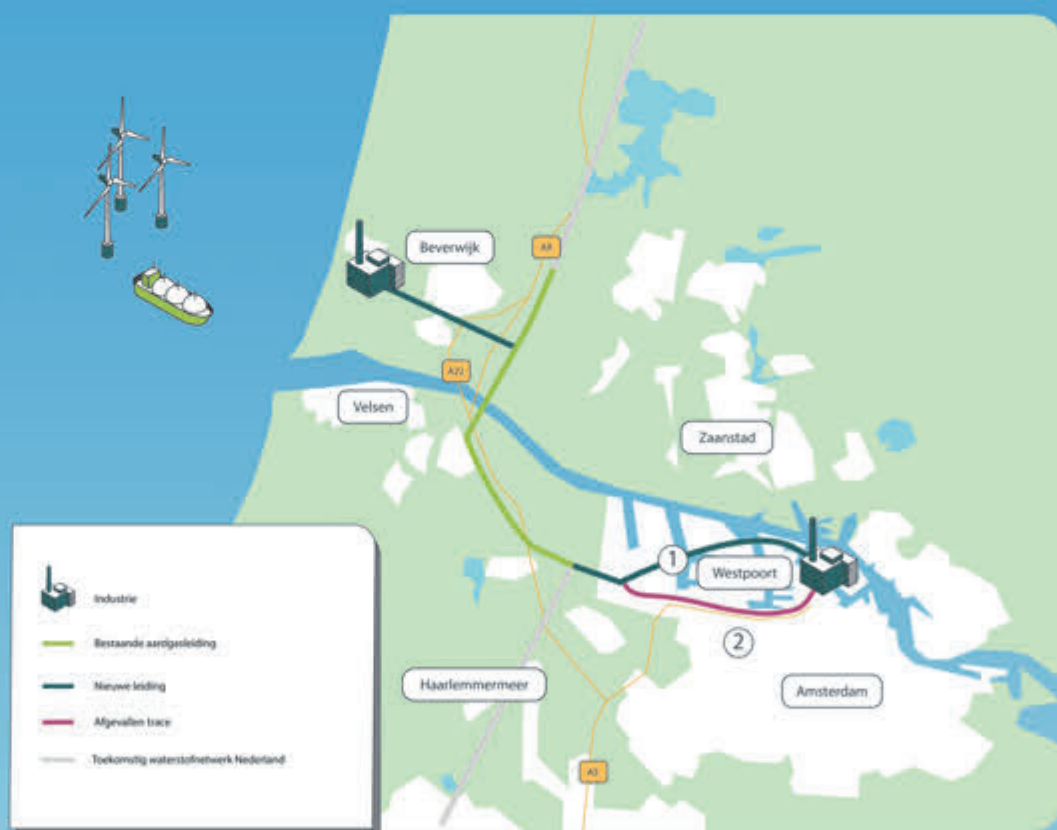 Beverwijk
A9
A22
Velsen
Zaanstad
1
Westpoort
2
Haarlemmermeer
Amsterdam
A5
Industrie
Bestaande aardgasleiding
Nieuwe leiding
Afgevallen trace
Toekomstig waterstofnetwerk Nederland